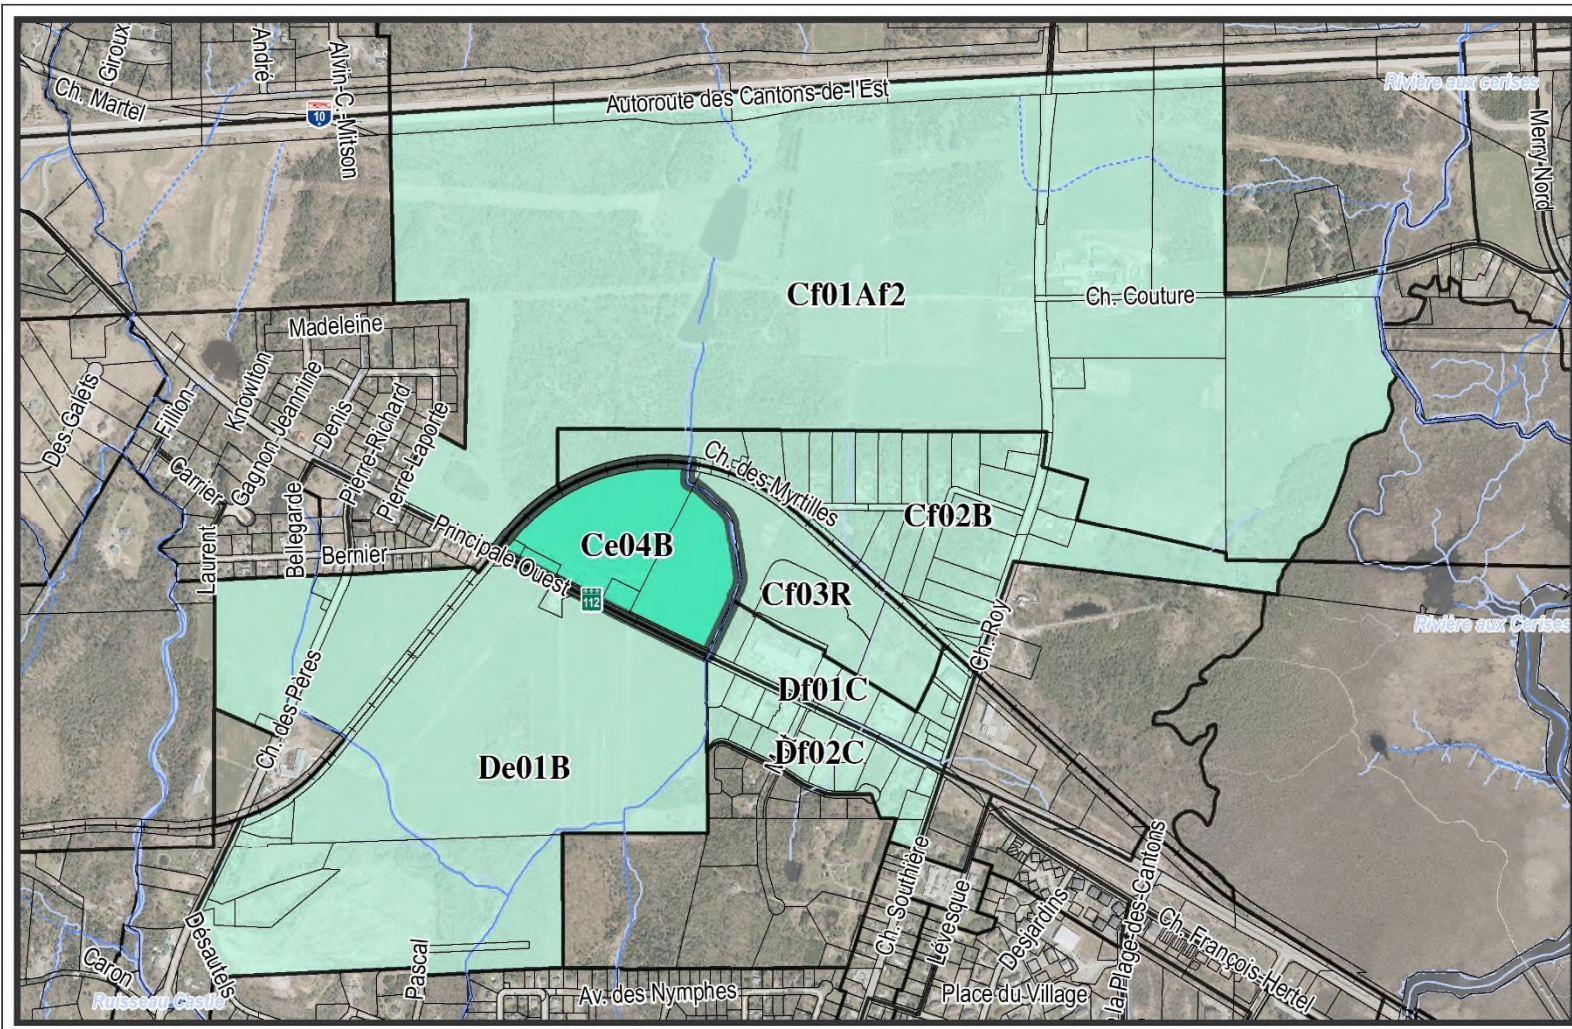 Giroux
André
Alvin-C.-Mitson
Ch. Martel
10
Autoroute des Cantons de l'Est
Rivière aux cerises
Merry Nord
Cf01Af2
Ch. Couture
Madeleine
Des Galets
Fillion
Knowlton
Gagnon-Jeannine
Denis
Pierre-Richard
Pierre-Laporte
Carrier
Laurent
Bellegarde
Bernier
Principale Ouest
112
Ch.-des-Myrtilles
Cf02B
Ce04B
Cf03R
Ch.-Roy
Rivière aux Cerises
Ch.-des-Pères
Df01C
Df02C
De01B
Ch.-Southière
Lévesque
Desjardins
la-Plage-des-Cantons
Ch. François-Hertel
Désautels
Caron
Ruisseau Castle
Pascal
Av. des Nymphes
Place du Village